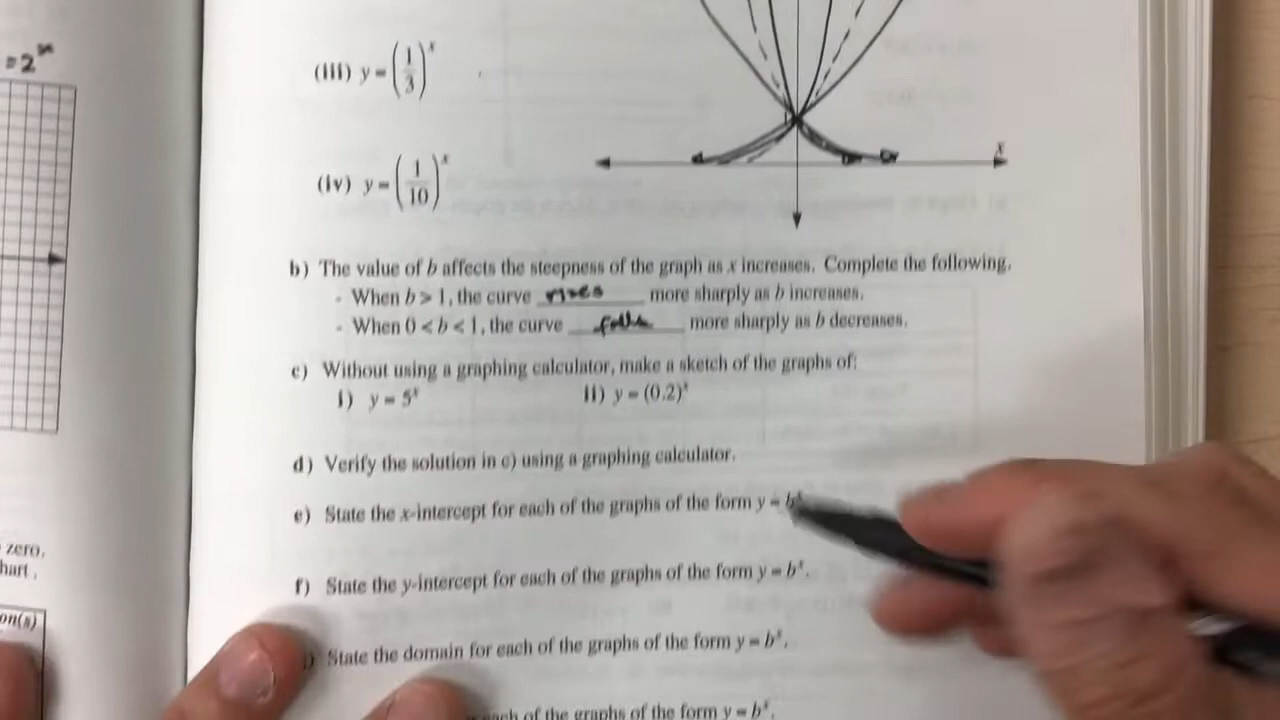 =2^x
(iii) y = (1/3)^x
(iv) y = (1/10)^x
x
b) The value of b affects the steepness of the graph as x increases. Complete the following.
- When b > 1, the curve rises more sharply as b increases.
- When 0 < b < 1, the curve falls more sharply as b decreases.
c) Without using a graphing calculator, make a sketch of the graphs of:
i) y = 5^x ii) y = (0.2)^x
d) Verify the solution in c) using a graphing calculator.
e) State the x-intercept for each of the graphs of the form y = b^x
f) State the y-intercept for each of the graphs of the form y = b^x.
) State the domain for each of the graphs of the form y = b^x.
each of the graphs of the form y = b^x.
zero.
hart.
on(s)